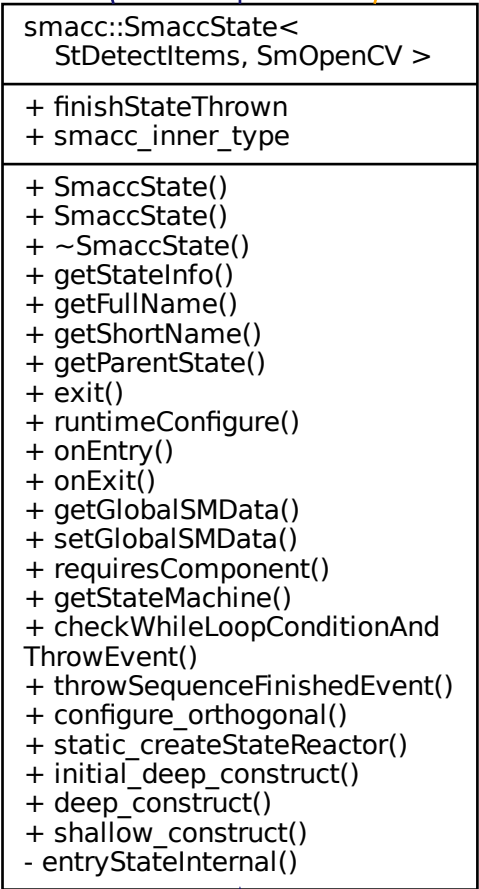 smacc::SmaccState<
StDetectItems, SmOpenCV >
+ finishStateThrown
+ smacc_inner_type
+ SmaccState()
+ SmaccState()
+ ~SmaccState()
+ getStateInfo()
+ getFullName()
+ getShortName()
+ getParentState()
+ exit()
+ runtimeConfigure()
+ onEntry()
+ onExit()
+ getGlobalSMData()
+ setGlobalSMData()
+ requiresComponent()
+ getStateMachine()
+ checkWhileLoopConditionAnd
ThrowEvent()
+ throwSequenceFinishedEvent()
+ configure_orthogonal()
+ static_createStateReactor()
+ initial_deep_construct()
+ deep_construct()
+ shallow_construct()
- entryStateInternal()